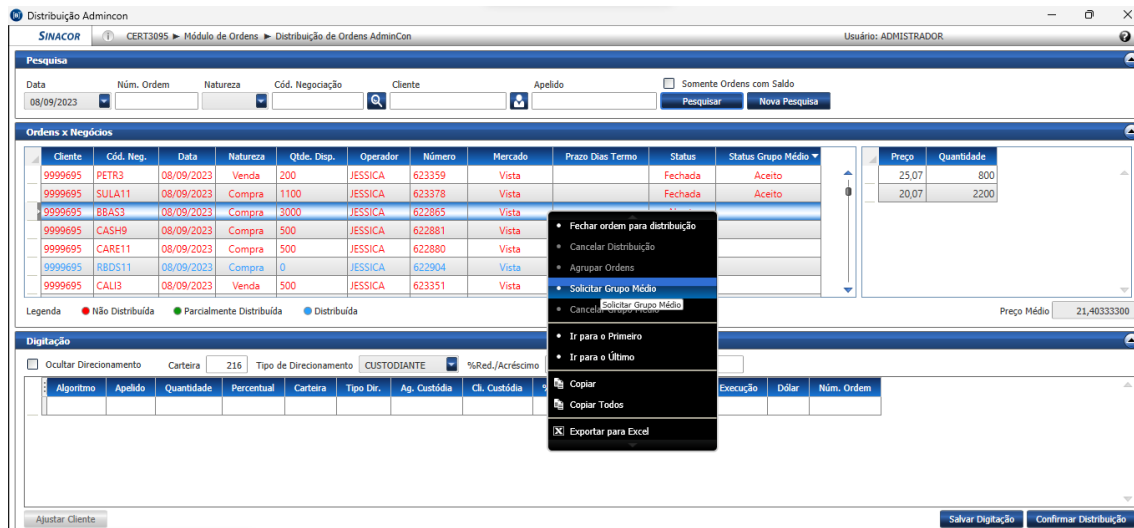 Distribuição Admincon
SINACOR CERT3095 ► Módulo de Ordens ► Distribuição de Ordens AdminCon Usuário: ADMISTRADOR
Pesquisa
Data Núm. Ordem Natureza Cód. Negociação Cliente Apelido Somente Ordens com Saldo
08/09/2023 Pesquisar Nova Pesquisa
Ordens x Negócios
Cliente Cód. Neg. Data Natureza Qtde. Disp. Operador Número Mercado Prazo Dias Termo Status Status Grupo Médio Preço Quantidade
9999695 PETR3 08/09/2023 Venda 200 JESSICA 623359 Vista Fechada Aceito 25,07 800
9999695 SULA11 08/09/2023 Compra 1100 JESSICA 623378 Vista Fechada Aceito 20,07 2200
9999695 BBAS3 08/09/2023 Compra 3000 JESSICA 622865 Vista
9999695 CASH9 08/09/2023 Compra 500 JESSICA 622881 Vista
9999695 CARE11 08/09/2023 Compra 500 JESSICA 622880 Vista
9999695 RBDS11 08/09/2023 Compra 0 JESSICA 622904 Vista
9999695 CALI3 08/09/2023 Venda 500 JESSICA 623351 Vista
Fechar ordem para distribuição
Cancelar Distribuição
Agrupar Ordens
Solicitar Grupo Médio
Solicitar Grupo Médio
Cancelar Grupo Médio
Ir para o Primeiro
Ir para o Último
Copiar
Copiar Todos
Exportar para Excel
Legenda Não Distribuída Parcialmente Distribuída Distribuída Preço Médio 21,40333300
Digitação
Ocultar Direcionamento Carteira 216 Tipo de Direcionamento CUSTODIANTE %Red./Acréscimo
Algoritmo Apelido Quantidade Percentual Carteira Tipo Dir. Ag. Custódia Cli. Custódia Execução Dólar Núm. Ordem
Ajustar Cliente Salvar Digitação Confirmar Distribuição